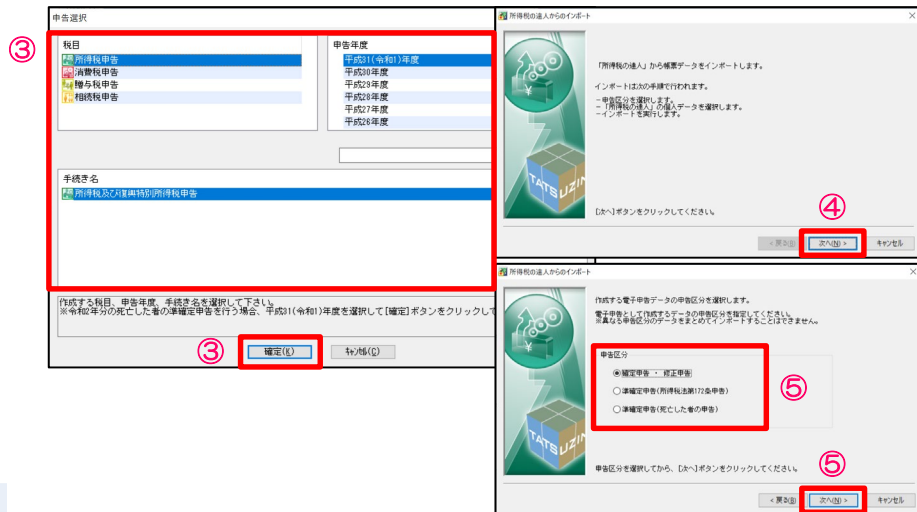 申告選択
③
税目
所得税申告
消費税申告
贈与税申告
相続税申告
申告年度
平成31(令和1)年度
平成30年度
平成29年度
平成28年度
平成27年度
平成26年度
手続き名
所得税及び復興特別所得税申告
作成する税目、申告年度、手続き名を選択して下さい。
※令和2年分の死亡した者の準確定申告を行う場合、平成31(令和1)年度を選択して[確定]ボタンをクリックして
③
確定(K)
ｷｬﾝｾﾙ(C)
所得税の達人からのインポート
「所得税の達人」から帳票データをインポートします。
インポートは次の手順で行われます。
－申告区分を選択します。
－「所得税の達人」の個人データを選択します。
－インポートを実行します。
TATSUZIN
[次へ]ボタンをクリックしてください。
④
< 戻る(B)
次へ(N) >
キャンセル
所得税の達人からのインポート
作成する電子申告データの申告区分を選択します。
電子申告として作成するデータの申告区分を指定してください。
※異なる申告区分のデータをまとめてインポートすることはできません。
申告区分
確定申告 ・ 修正申告
準確定申告(所得税法第172条申告)
準確定申告(死亡した者の申告)
⑤
TATSUZIN
申告区分を選択してから、[次へ]ボタンをクリックしてください。
⑤
< 戻る(B)
次へ(N) >
キャンセル